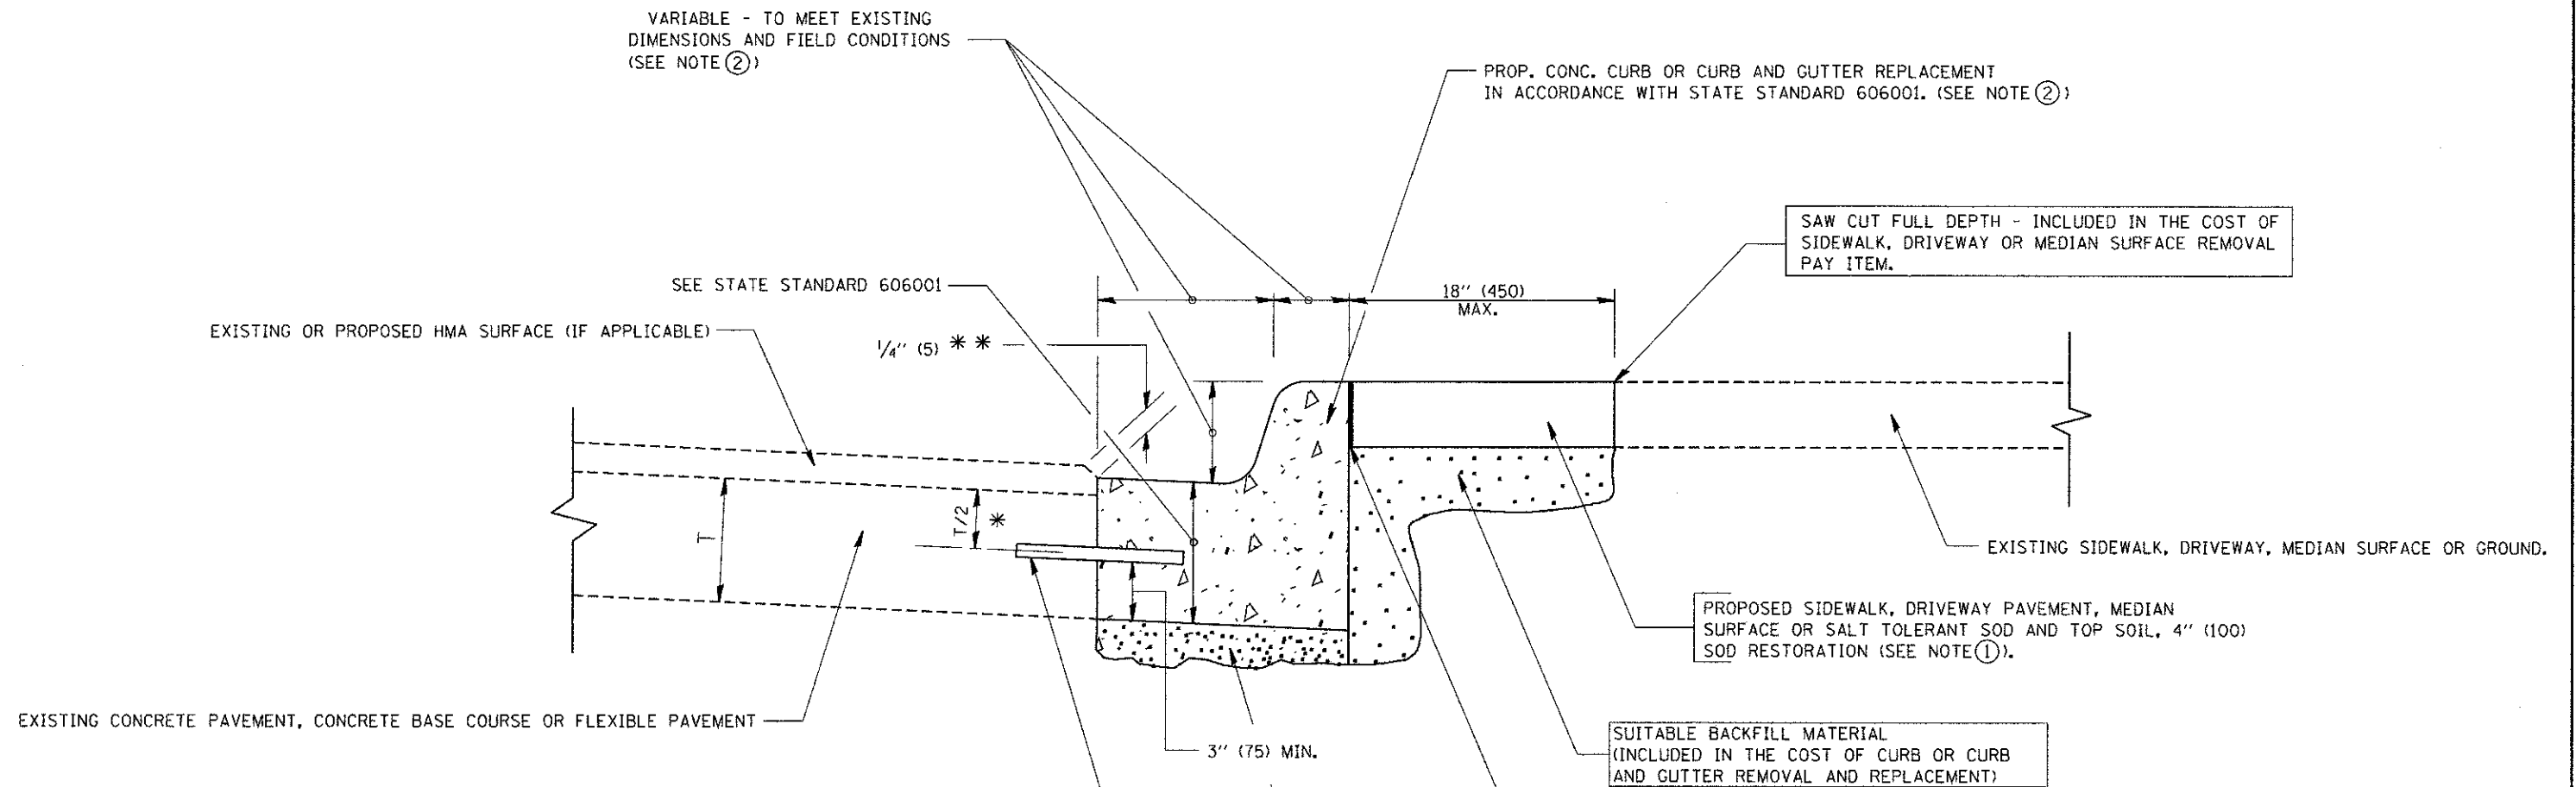 VARIABLE - TO MEET EXISTING
DIMENSIONS AND FIELD CONDITIONS
(SEE NOTE ②)
PROP. CONC. CURB OR CURB AND GUTTER REPLACEMENT
IN ACCORDANCE WITH STATE STANDARD 606001. (SEE NOTE ②)
SAW CUT FULL DEPTH - INCLUDED IN THE COST OF
SIDEWALK, DRIVEWAY OR MEDIAN SURFACE REMOVAL
PAY ITEM.
SEE STATE STANDARD 606001
18" (450)
MAX.
EXISTING OR PROPOSED HMA SURFACE (IF APPLICABLE)
1/4" (5) * *
T
T/2 *
EXISTING SIDEWALK, DRIVEWAY, MEDIAN SURFACE OR GROUND.
PROPOSED SIDEWALK, DRIVEWAY PAVEMENT, MEDIAN
SURFACE OR SALT TOLERANT SOD AND TOP SOIL, 4" (100)
SOD RESTORATION (SEE NOTE ①).
EXISTING CONCRETE PAVEMENT, CONCRETE BASE COURSE OR FLEXIBLE PAVEMENT
3" (75) MIN.
SUITABLE BACKFILL MATERIAL
(INCLUDED IN THE COST OF CURB OR CURB
AND GUTTER REMOVAL AND REPLACEMENT)